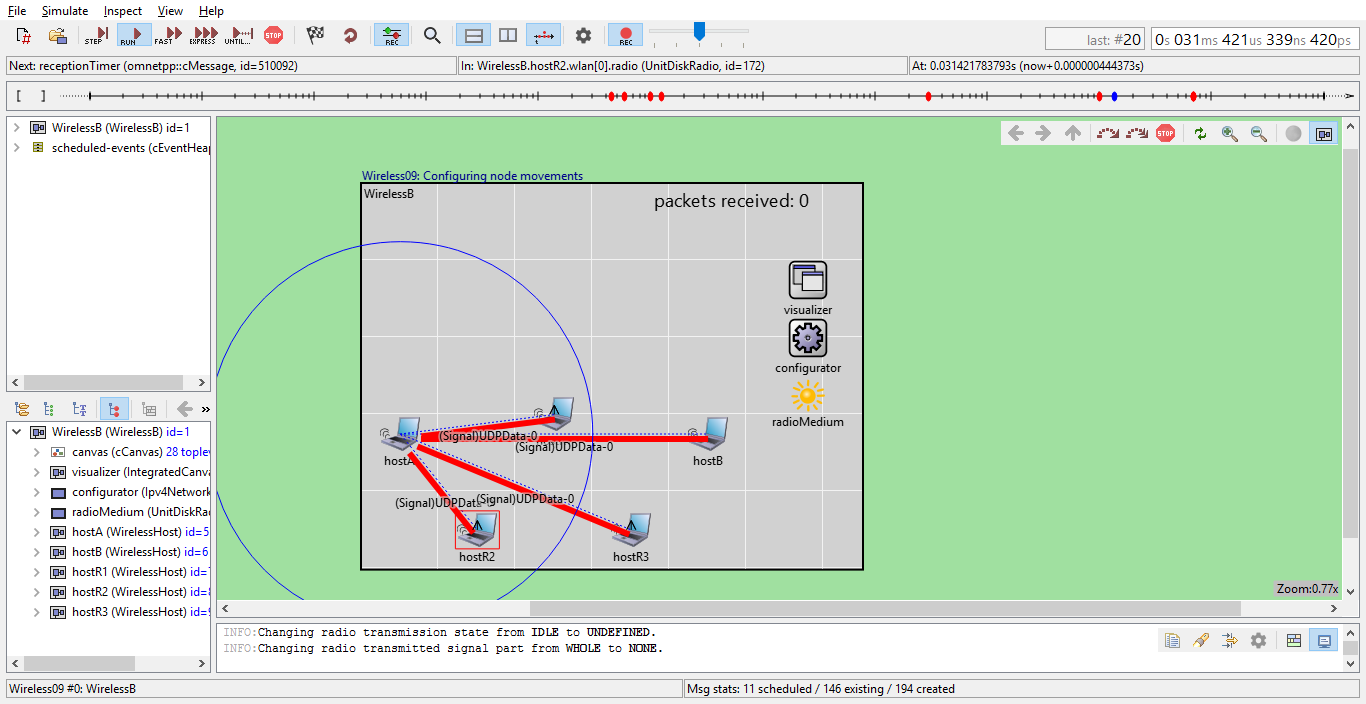 File Simulate Inspect View Help
STEP RUN FAST EXPRESS UNTIL... STOP REC REC
last: #20 0s 031ms 421us 339ns 420ps
Next: receptionTimer (omnetpp::cMessage, id=510092) In: WirelessB.hostR2.wlan[0].radio (UnitDiskRadio, id=172) At: 0.031421783793s (now+0.000000444373s)
[ ]
WirelessB (WirelessB) id=1
scheduled-events (cEventHeap
STOP
Wireless09: Configuring node movements
WirelessB
packets received: 0
visualizer
configurator
radioMedium
(Signal)UDPData-0
(Signal)UDPData-0
hostA
hostB
(Signal)UDPData-0
(Signal)UDPData-0
hostR2
hostR3
Zoom:0.77x
WirelessB (WirelessB) id=1
canvas (cCanvas) 28 toplev
visualizer (IntegratedCanva
configurator (Ipv4Network
radioMedium (UnitDiskRad
hostA (WirelessHost) id=5
hostB (WirelessHost) id=6
hostR1 (WirelessHost) id=7
hostR2 (WirelessHost) id=8
hostR3 (WirelessHost) id=9
INFO:Changing radio transmission state from IDLE to UNDEFINED.
INFO:Changing radio transmitted signal part from WHOLE to NONE.
Wireless09 #0: WirelessB
Msg stats: 11 scheduled / 146 existing / 194 created